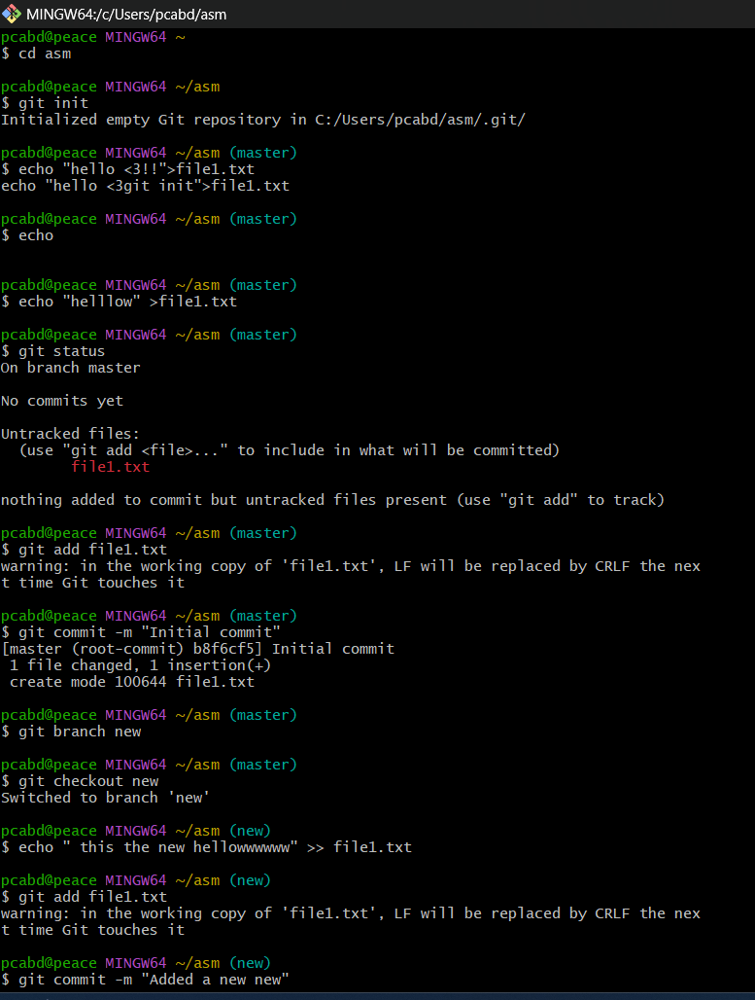 MINGW64:/c/Users/pcabd/asm
pcabd@peace MINGW64 ~
$ cd asm
pcabd@peace MINGW64 ~/asm
$ git init
Initialized empty Git repository in C:/Users/pcabd/asm/.git/
pcabd@peace MINGW64 ~/asm (master)
$ echo "hello <3!!">file1.txt
echo "hello <3git init">file1.txt
pcabd@peace MINGW64 ~/asm (master)
$ echo
pcabd@peace MINGW64 ~/asm (master)
$ echo "helllow" >file1.txt
pcabd@peace MINGW64 ~/asm (master)
$ git status
On branch master
No commits yet
Untracked files:
(use "git add <file>..." to include in what will be committed)
file1.txt
nothing added to commit but untracked files present (use "git add" to track)
pcabd@peace MINGW64 ~/asm (master)
$ git add file1.txt
warning: in the working copy of 'file1.txt', LF will be replaced by CRLF the nex
t time Git touches it
pcabd@peace MINGW64 ~/asm (master)
$ git commit -m "Initial commit"
[master (root-commit) b8f6cf5] Initial commit
1 file changed, 1 insertion(+)
create mode 100644 file1.txt
pcabd@peace MINGW64 ~/asm (master)
$ git branch new
pcabd@peace MINGW64 ~/asm (master)
$ git checkout new
Switched to branch 'new'
pcabd@peace MINGW64 ~/asm (new)
$ echo " this the new hellowwwwww" >> file1.txt
pcabd@peace MINGW64 ~/asm (new)
$ git add file1.txt
warning: in the working copy of 'file1.txt', LF will be replaced by CRLF the nex
t time Git touches it
pcabd@peace MINGW64 ~/asm (new)
$ git commit -m "Added a new new"